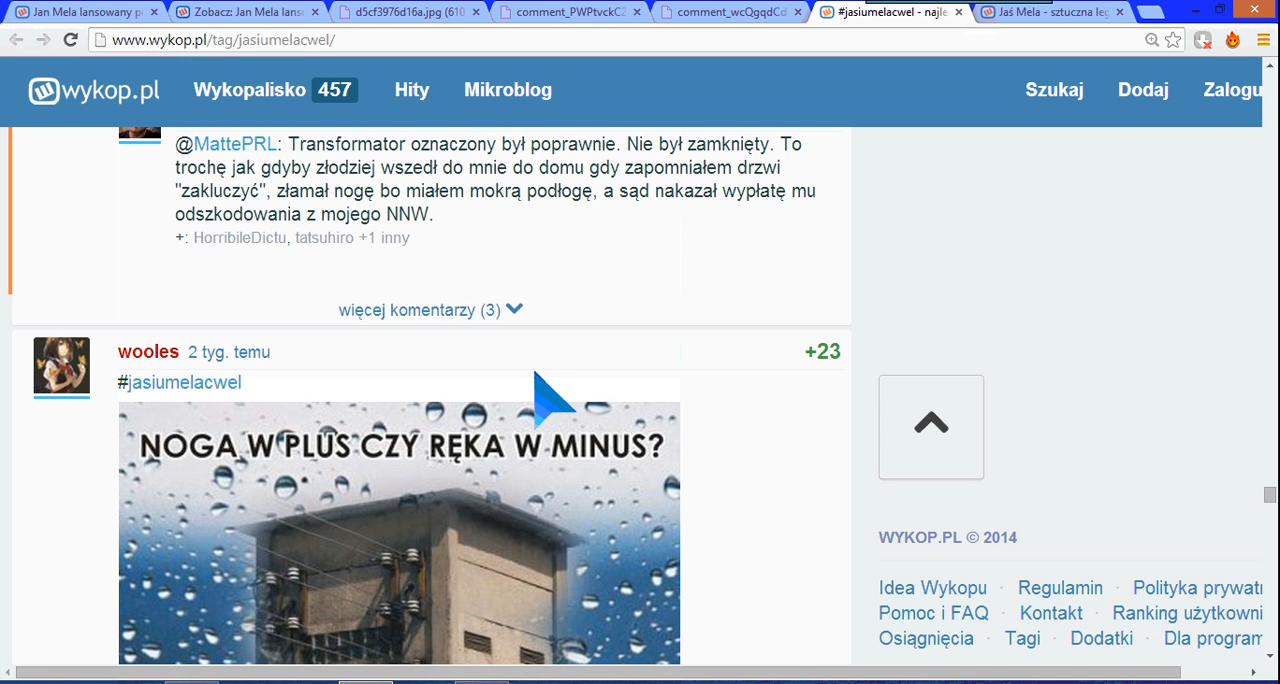 Jan Mela lansowany p
Zobacz: Jan Mela lans
d5cf3976d16a.jpg (610
comment_PWPtvckC2
comment_wcQgqdCd
#jasiumelacwel - najle
Jaś Mela - sztuczna leg
www.wykop.pl/tag/jasiumelacwel/
wykop.pl
Wykopalisko 457
Hity
Mikroblog
Szukaj
Dodaj
Zalogu
@MattePRL: Transformator oznaczony był poprawnie. Nie był zamknięty. To
trochę jak gdyby złodziej wszedł do mnie do domu gdy zapomniałem drzwi
"zakluczyć", złamał nogę bo miałem mokrą podłogę, a sąd nakazał wypłatę mu
odszkodowania z mojego NNW.
+: HorribileDictu, tatsuhiro +1 inny
więcej komentarzy (3)
wooles 2 tyg. temu
+23
#jasiumelacwel
NOGA W PLUS CZY RĘKA W MINUS?
WYKOP.PL © 2014
Idea Wykopu · Regulamin · Polityka prywatı
Pomoc i FAQ · Kontakt · Ranking użytkowni
Osiągnięcia · Tagi · Dodatki · Dla program